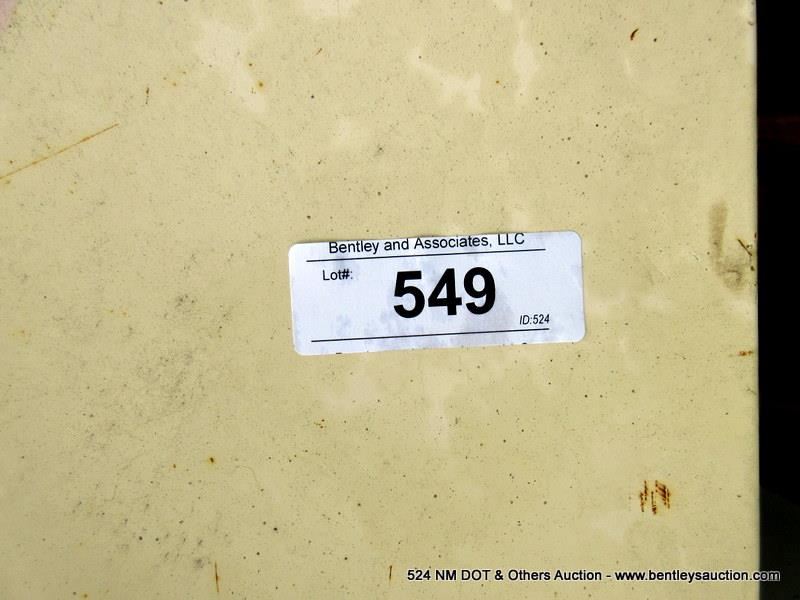 Bentley and Associates, LLC
Lot#:
549
ID:524
524 NM DOT & Others Auction - www.bentleysauction.com